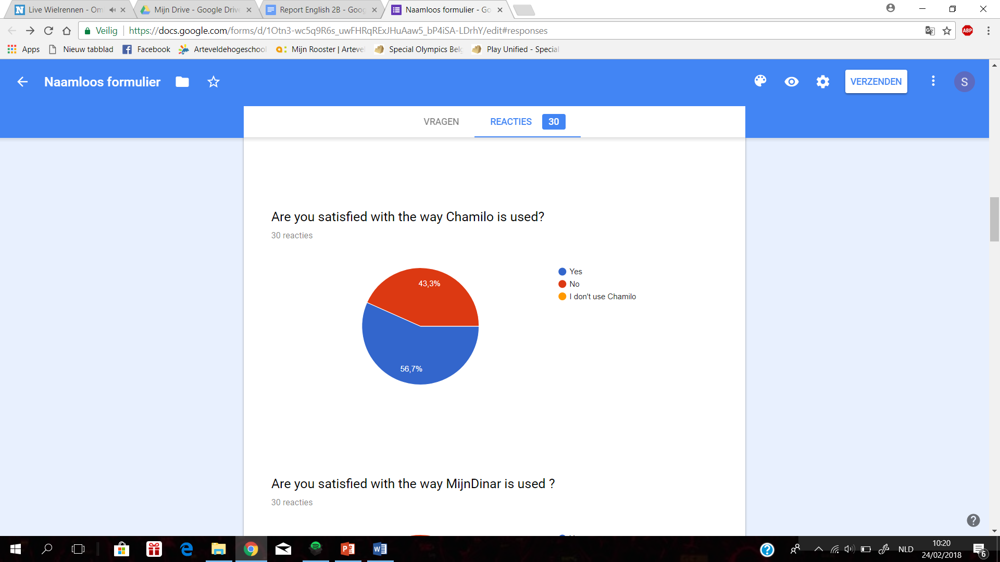 Live Wielrennen - Om
Mijn Drive - Google Drive
Report English 2B - Goog
Naamloos formulier - Go
Veilig
https://docs.google.com/forms/d/1Otn3-wc5q9R6s_uwFHRqRExJHuAaw5_bP4iSA-LDrhY/edit#responses
ABP
Apps
Nieuw tabblad
Facebook
Arteveldehogeschool
Mijn Rooster | Arteve
Special Olympics Belg
Play Unified - Special
Naamloos formulier
VERZENDEN
S
VRAGEN
REACTIES
30
Are you satisfied with the way Chamilo is used?
30 reacties
43,3%
56,7%
Yes
No
I don't use Chamilo
Are you satisfied with the way MijnDinar is used ?
30 reacties
NLD
10:20
24/02/2018
6